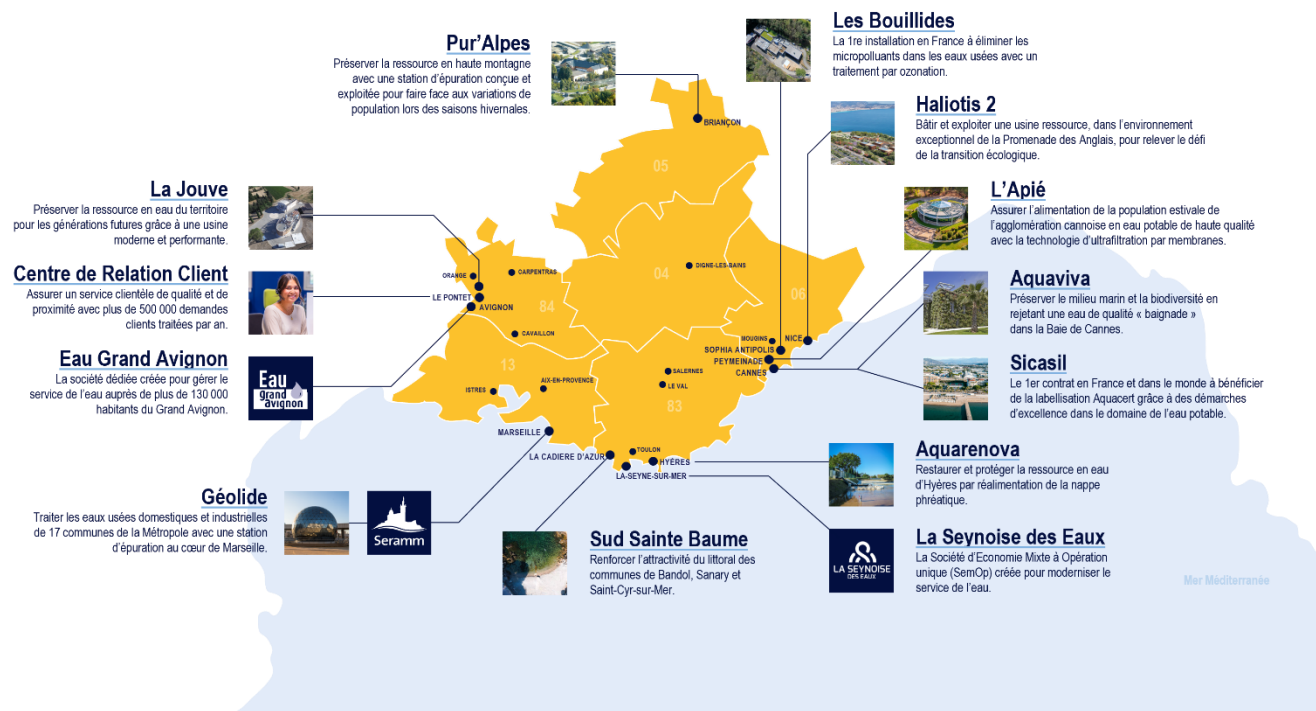 Pur'Alpes
Préserver la ressource en haute montagne
avec une station d'épuration conçue et
exploitée pour faire face aux variations de
population lors des saisons hivernales.
Les Bouillides
La 1re installation en France à éliminer les
micropolluants dans les eaux usées avec un
traitement par ozonation.
Haliotis 2
Bâtir et exploiter une usine ressource, dans l'environnement
exceptionnel de la Promenade des Anglais, pour relever le défi
de la transition écologique.
La Jouve
Préserver la ressource en eau du territoire
pour les générations futures grâce à une usine
moderne et performante.
L'Apié
Assurer l'alimentation de la population estivale de
l'agglomération cannoise en eau potable de haute qualité
avec la technologie d'ultrafiltration par membranes.
Centre de Relation Client
Assurer un service clientèle de qualité et de
proximité avec plus de 500 000 demandes
clients traitées par an.
Aquaviva
Préserver le milieu marin et la biodiversité en
rejetant une eau de qualité « baignade »
dans la Baie de Cannes.
Eau Grand Avignon
La société dédiée créée pour gérer le
service de l'eau auprès de plus de 130 000
habitants du Grand Avignon.
Eau
grand
avignon
Sicasil
Le 1er contrat en France et dans le monde à bénéficier
de la labellisation Aquacert grâce à des démarches
d'excellence dans le domaine de l'eau potable.
BRIANÇON
05
04
DIGNE-LES-BAINS
06
ORANGE
CARPENTRAS
LE PONTET
AVIGNON
84
CAVAILLON
MOUGINS
NICE
SOPHIA ANTIPOLIS
PEYMEINADE
CANNES
13
ISTRES
AIX-EN-PROVENCE
SALERNES
LE VAL
83
MARSEILLE
LA CADIERE D'AZUR
TOULON
HYÈRES
LA-SEYNE-SUR-MER
Aquarenova
Restaurer et protéger la ressource en eau
d'Hyères par réalimentation de la nappe
phréatique.
Géolide
Traiter les eaux usées domestiques et industrielles
de 17 communes de la Métropole avec une station
d'épuration au cœur de Marseille.
Seramm
Sud Sainte Baume
Renforcer l'attractivité du littoral des
communes de Bandol, Sanary et
Saint-Cyr-sur-Mer.
LA SEYNOISE
DES EAUX
La Seynoise des Eaux
La Société d'Economie Mixte à Opération
unique (SemOp) créée pour moderniser le
service de l'eau.
Mer Méditerranée